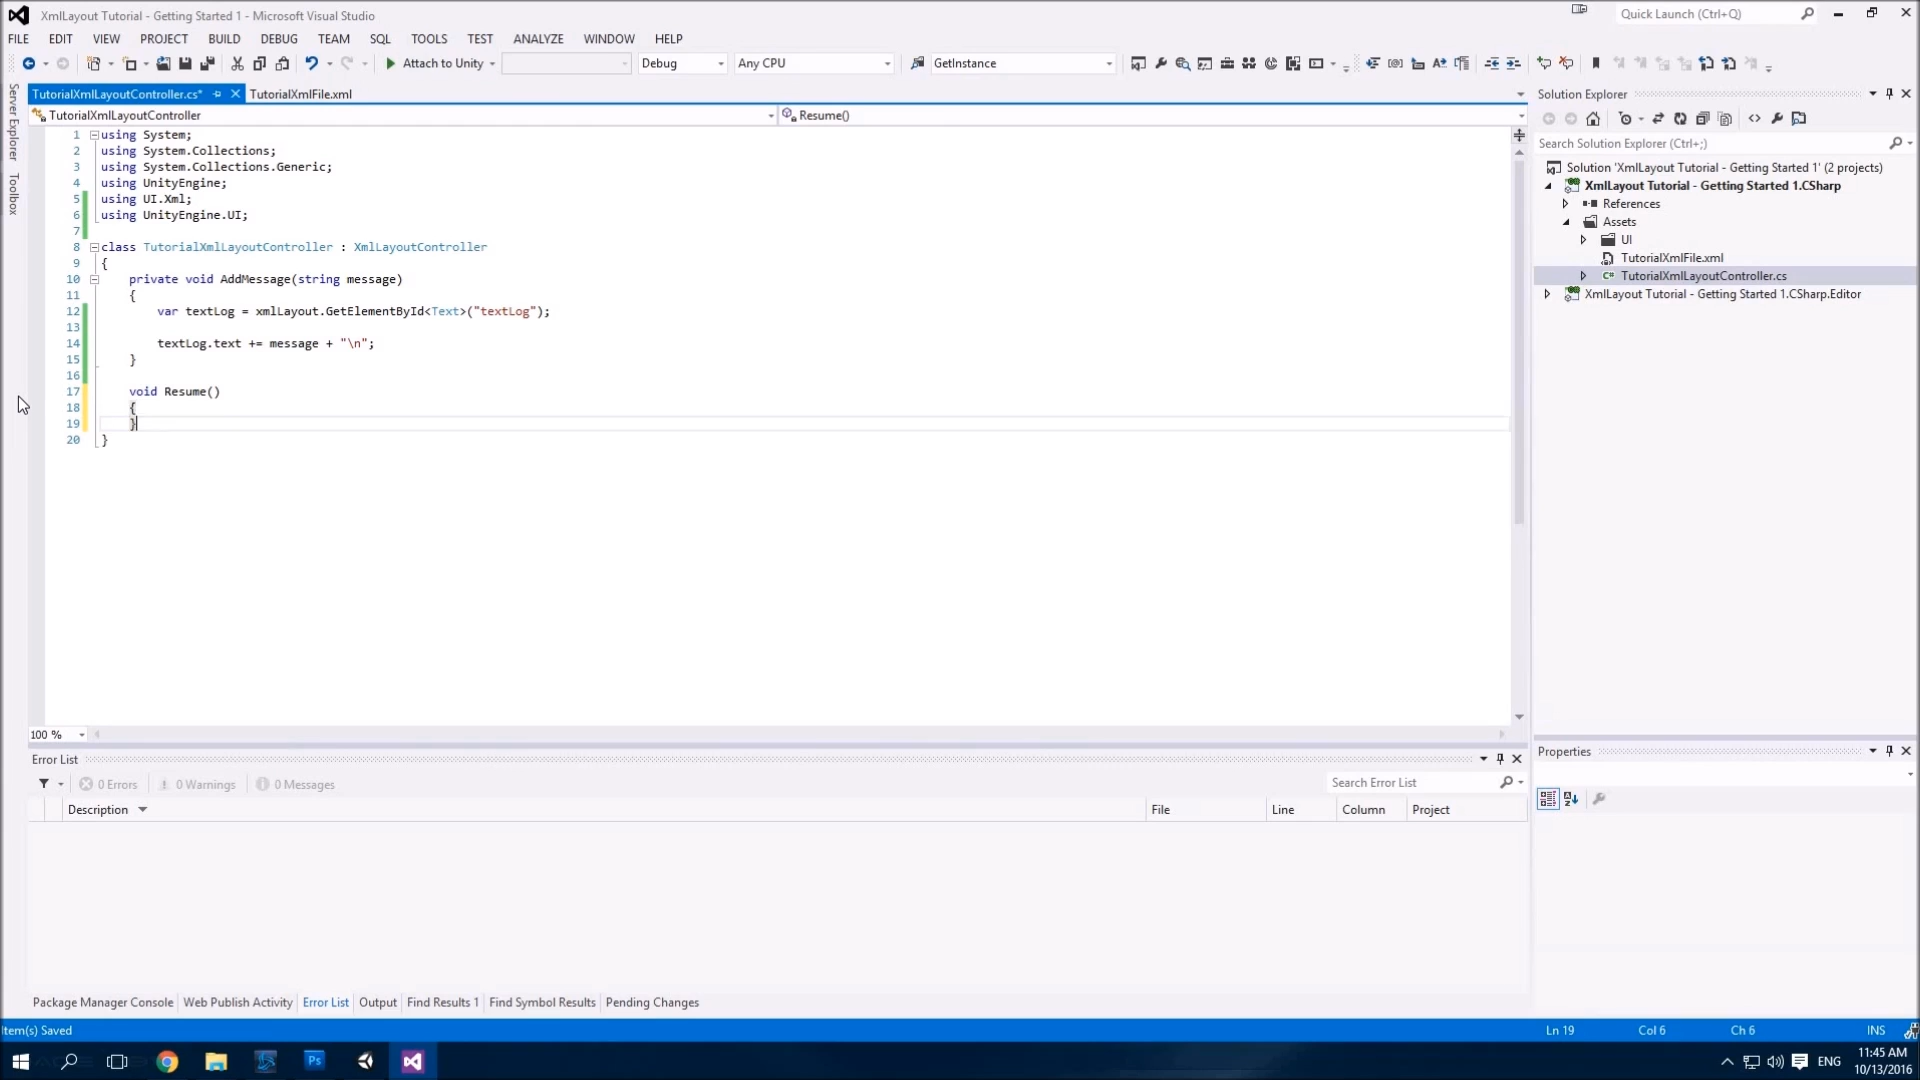 XmlLayout Tutorial - Getting Started 1 - Microsoft Visual Studio
Quick Launch (Ctrl+Q)
FILE EDIT VIEW PROJECT BUILD DEBUG TEAM SQL TOOLS TEST ANALYZE WINDOW HELP
Attach to Unity Debug Any CPU GetInstance
TutorialXmlLayoutController.cs* TutorialXmlFile.xml
Solution Explorer
Server Explorer
Toolbox
TutorialXmlLayoutController Resume()
Search Solution Explorer (Ctrl+;)
Solution 'XmlLayout Tutorial - Getting Started 1' (2 projects)
XmlLayout Tutorial - Getting Started 1.CSharp
References
Assets
UI
TutorialXmlFile.xml
C# TutorialXmlLayoutController.cs
XmlLayout Tutorial - Getting Started 1.CSharp.Editor
1 using System;
2 using System.Collections;
3 using System.Collections.Generic;
4 using UnityEngine;
5 using UI.Xml;
6 using UnityEngine.UI;
7
8 class TutorialXmlLayoutController : XmlLayoutController
9 {
10 private void AddMessage(string message)
11 {
12 var textLog = xmlLayout.GetElementById<Text>("textLog");
13
14 textLog.text += message + "\n";
15 }
16
17 void Resume()
18 {
19 }
20 }
100 %
Error List
Properties
0 Errors 0 Warnings 0 Messages
Search Error List
Description File Line Column Project
Package Manager Console Web Publish Activity Error List Output Find Results 1 Find Symbol Results Pending Changes
Item(s) Saved
Ln 19 Col 6 Ch 6 INS
Ps
ENG
11:45 AM
10/13/2016